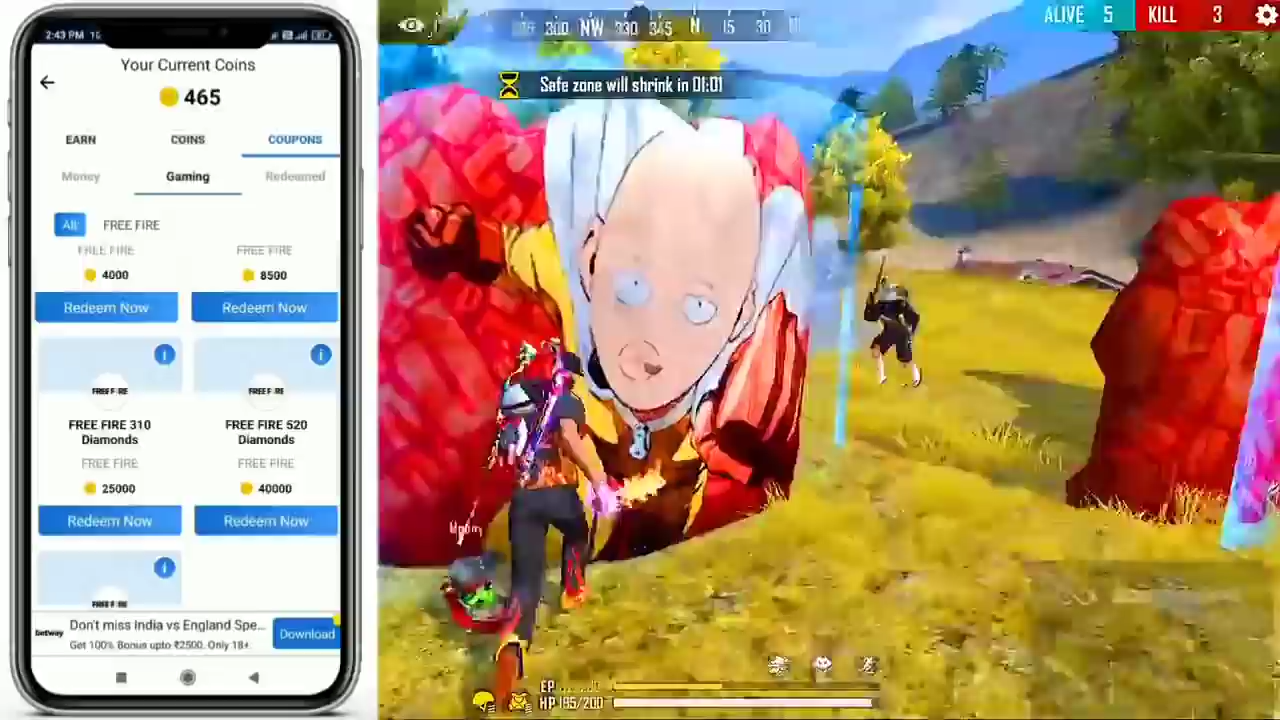 2:43 PM
Your Current Coins
465
EARN COINS COUPONS
Money Gaming Redeemed
All FREE FIRE
FREE FIRE FREE FIRE
4000 8500
Redeem Now Redeem Now
FREE FIRE 310 Diamonds
FREE FIRE 520 Diamonds
FREE FIRE FREE FIRE
25000 40000
Redeem Now Redeem Now
betway
Don't miss India vs England Spe...
Get 100% Bonus upto ₹2500. Only 18+.
Download
300 NW 330 345 N 15 30
ALIVE 5 KILL 3
Safe zone will shrink in 01:01
EP
HP 195/200